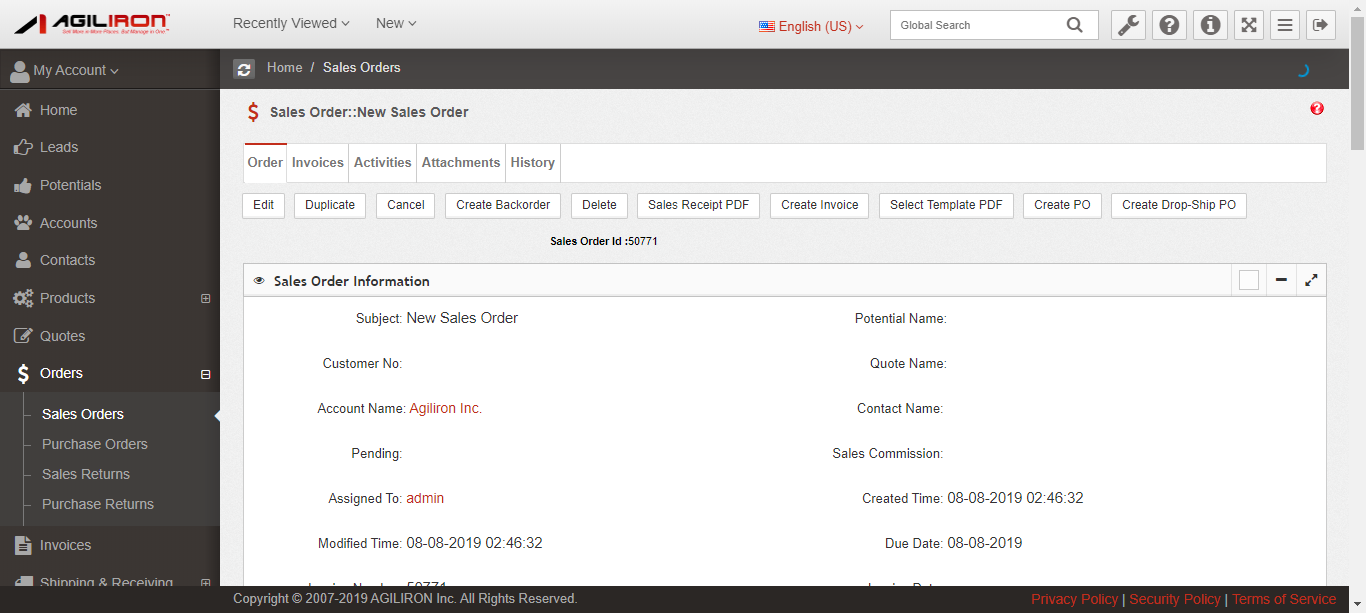 AGILIRON
Sell More in More Places. But Manage in One™
Recently Viewed
New
English (US)
Global Search
My Account
Home / Sales Orders
Home
Leads
Potentials
Accounts
Contacts
Products
Quotes
Orders
Sales Orders
Purchase Orders
Sales Returns
Purchase Returns
Invoices
Shipping & Receiving
$ Sales Order::New Sales Order
Order Invoices Activities Attachments History
Edit Duplicate Cancel Create Backorder Delete Sales Receipt PDF Create Invoice Select Template PDF Create PO Create Drop-Ship PO
Sales Order Id :50771
Sales Order Information
Subject: New Sales Order Potential Name:
Customer No: Quote Name:
Account Name: Agiliron Inc. Contact Name:
Pending: Sales Commission:
Assigned To: admin Created Time: 08-08-2019 02:46:32
Modified Time: 08-08-2019 02:46:32 Due Date: 08-08-2019
50771
Copyright © 2007-2019 AGILIRON Inc. All Rights Reserved. Privacy Policy | Security Policy | Terms of Service